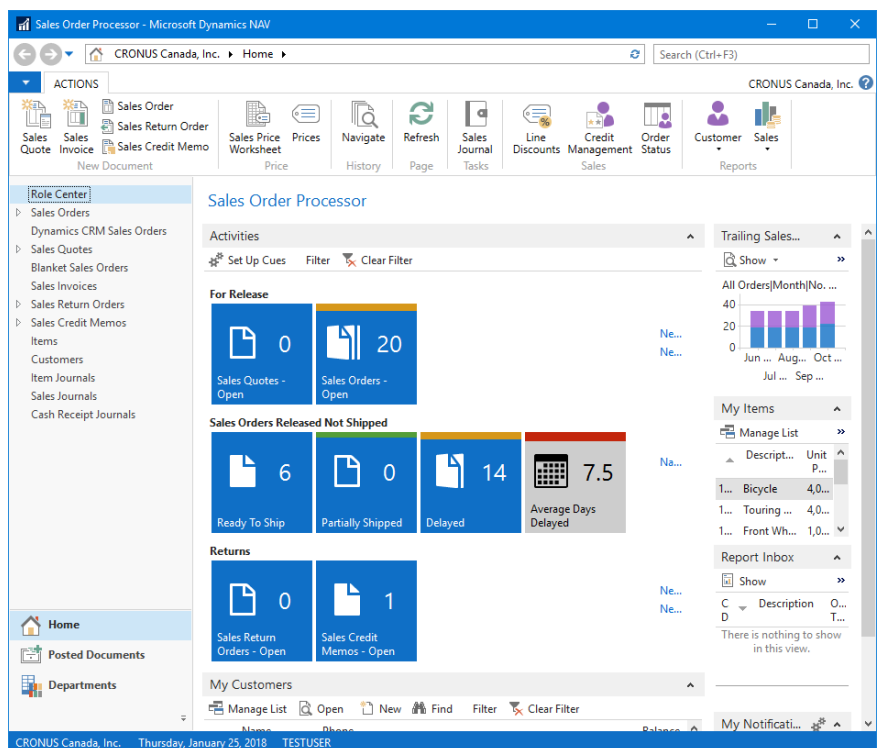 Sales Order Processor - Microsoft Dynamics NAV
CRONUS Canada, Inc. Home
Search (Ctrl+F3)
ACTIONS
CRONUS Canada, Inc.
Sales Quote
Sales Invoice
Sales Order
Sales Return Order
Sales Credit Memo
New Document
Sales Price Worksheet
Prices
Price
Navigate
History
Refresh
Page
Sales Journal
Tasks
Line Discounts
Credit Management
Order Status
Sales
Customer
Sales
Reports
Role Center
Sales Orders
Dynamics CRM Sales Orders
Sales Quotes
Blanket Sales Orders
Sales Invoices
Sales Return Orders
Sales Credit Memos
Items
Customers
Item Journals
Sales Journals
Cash Receipt Journals
Home
Posted Documents
Departments
Sales Order Processor
Activities
Set Up Cues Filter Clear Filter
For Release
0
Sales Quotes -
Open
20
Sales Orders -
Open
Ne...
Ne...
Sales Orders Released Not Shipped
6
Ready To Ship
0
Partially Shipped
14
Delayed
7.5
Average Days
Delayed
Na...
Returns
0
Sales Return
Orders - Open
1
Sales Credit
Memos - Open
Ne...
Ne...
My Customers
Manage List Open New Find Filter Clear Filter
Name Phone Balance
Trailing Sales...
Show
All Orders|Month|No. ...
40
20
0
Jun ... Aug... Oct ...
Jul ... Sep ...
My Items
Manage List
Descript... Unit P...
1... Bicycle 4,0...
1... Touring ... 4,0...
1... Front Wh... 1,0...
Report Inbox
Show
C D Description O... T...
There is nothing to show
in this view.
My Notificati...
CRONUS Canada, Inc. Thursday, January 25, 2018 TESTUSER